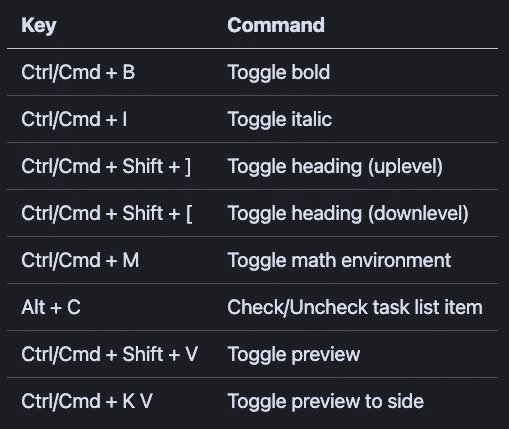 Key Command
Ctrl/Cmd + B Toggle bold
Ctrl/Cmd + I Toggle italic
Ctrl/Cmd + Shift + ] Toggle heading (uplevel)
Ctrl/Cmd + Shift + [ Toggle heading (downlevel)
Ctrl/Cmd + M Toggle math environment
Alt + C Check/Uncheck task list item
Ctrl/Cmd + Shift + V Toggle preview
Ctrl/Cmd + K V Toggle preview to side